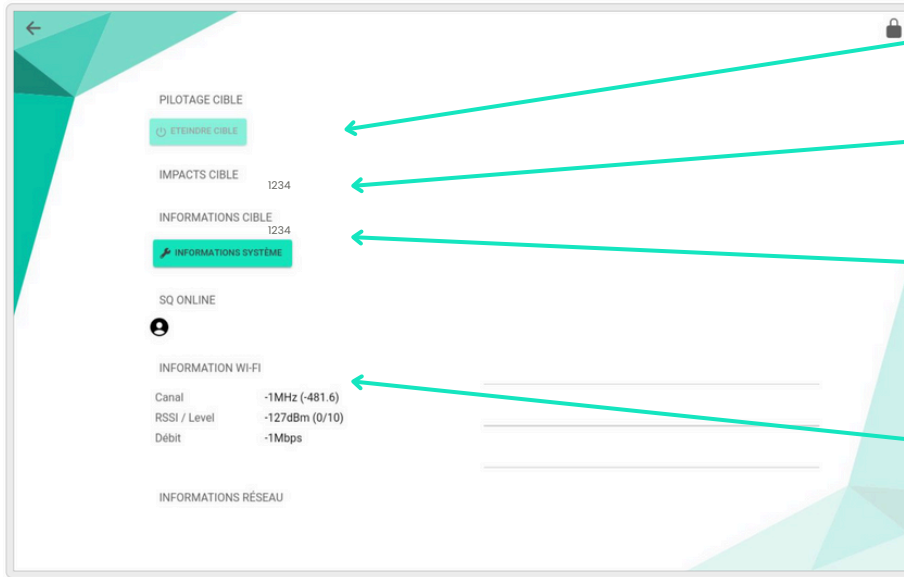 PILOTAGE CIBLE
ETEINDRE CIBLE
IMPACTS CIBLE
1234
INFORMATIONS CIBLE
1234
INFORMATIONS SYSTÈME
SQ ONLINE
INFORMATION WI-FI
Canal -1MHz (-481.6)
RSSI / Level -127dBm (0/10)
Débit -1Mbps
INFORMATIONS RÉSEAU